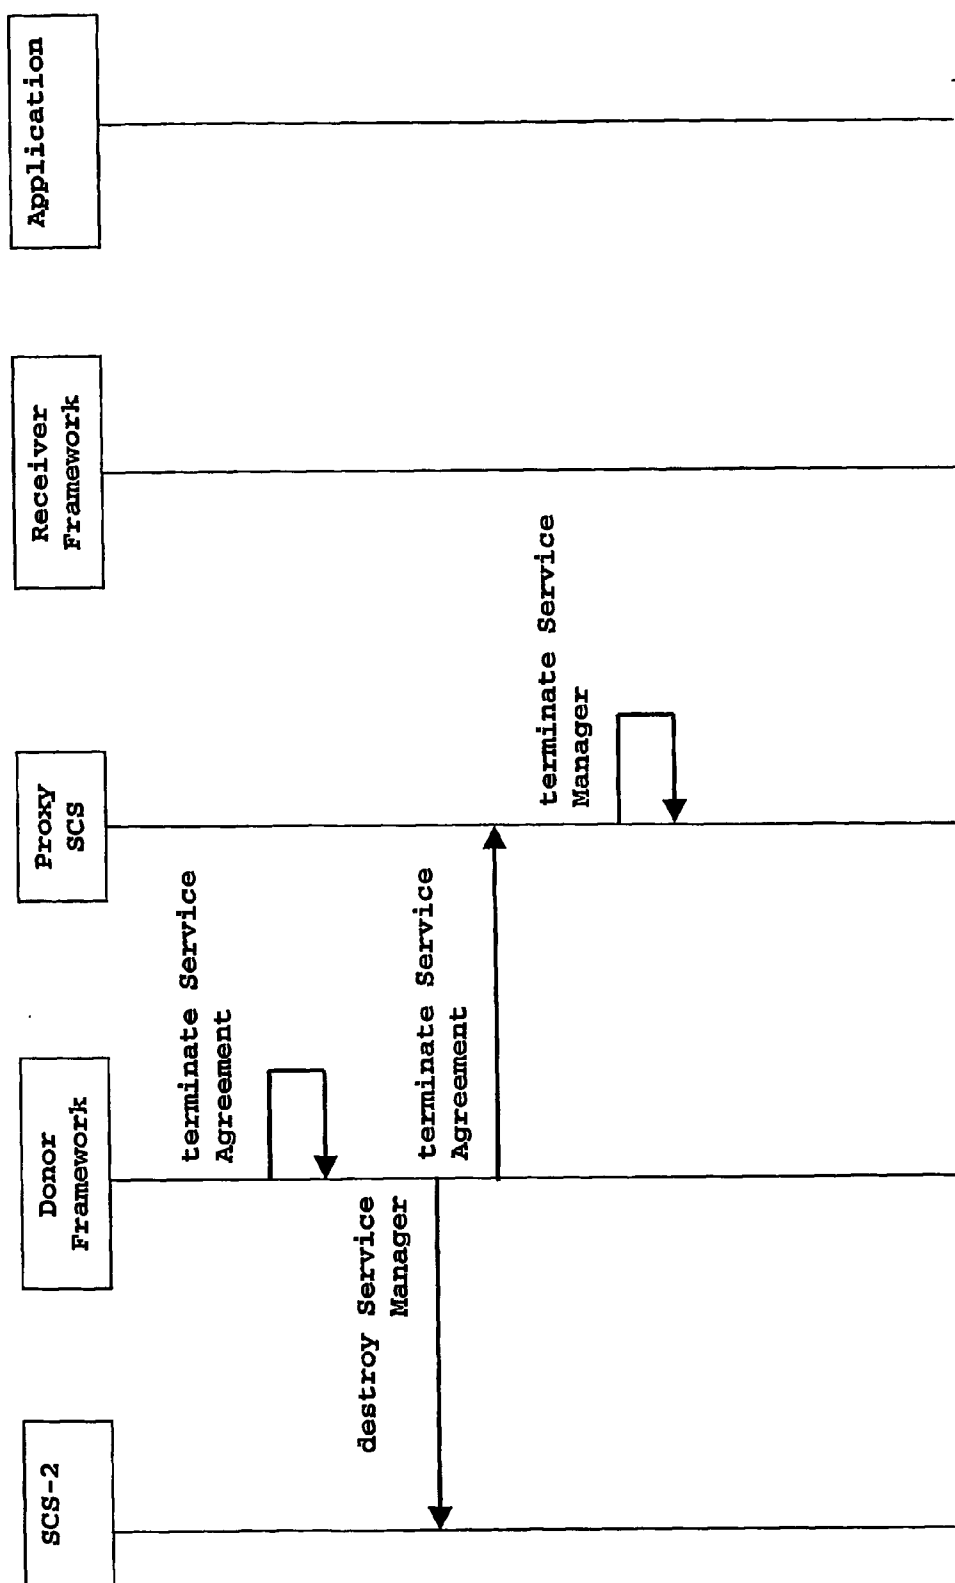 SCS-2
Donor
Framework
Proxy
SCS
Receiver
Framework
Application
terminate Service
Agreement
destroy Service
Manager
terminate Service
Agreement
terminate Service
Manager